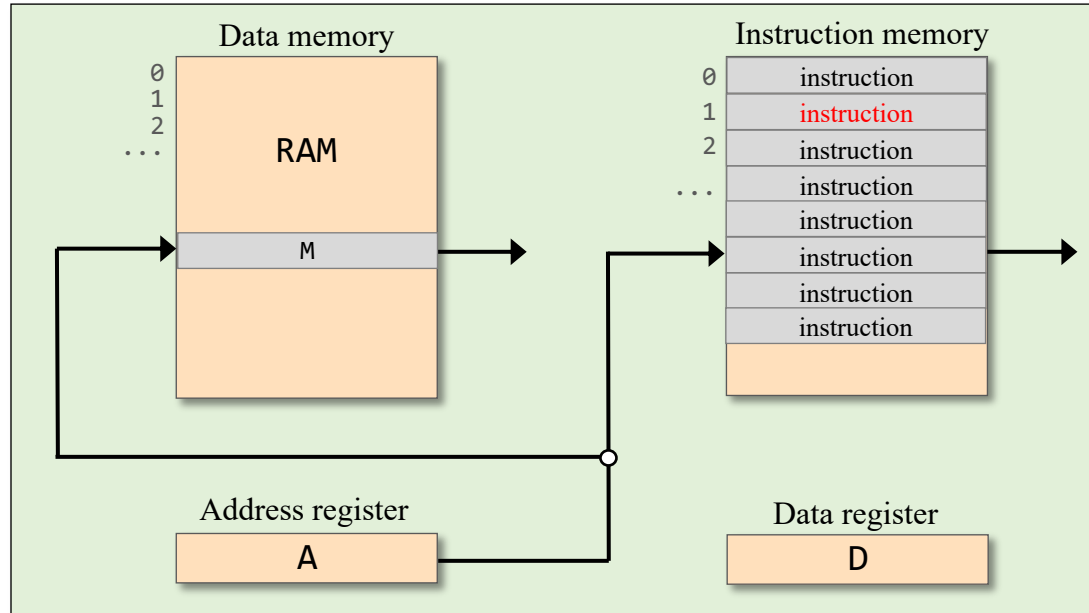 Data memory
0
1
2
...
RAM
M
Instruction memory
0
1
2
...
instruction
instruction
instruction
instruction
instruction
instruction
instruction
instruction
Address register
A
Data register
D